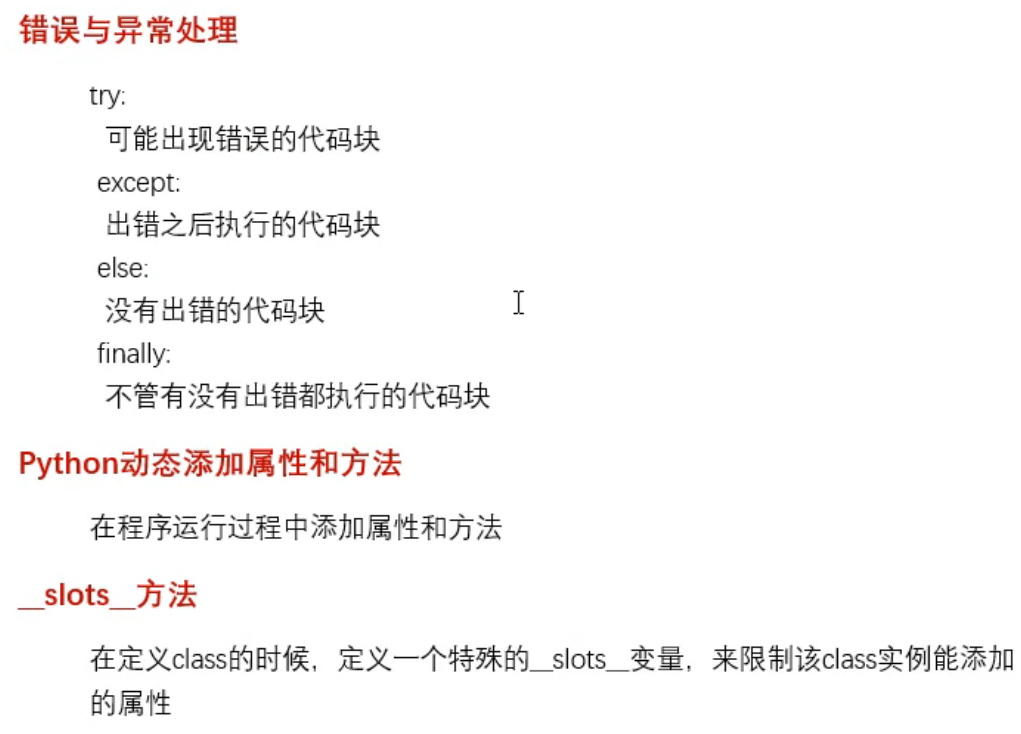 错误与异常处理
try:
可能出现错误的代码块
except:
出错之后执行的代码块
else:
没有出错的代码块
finally:
不管有没有出错都执行的代码块
Python动态添加属性和方法
在程序运行过程中添加属性和方法
__slots__方法
在定义class的时候，定义一个特殊的__slots__变量，来限制该class实例能添加
的属性